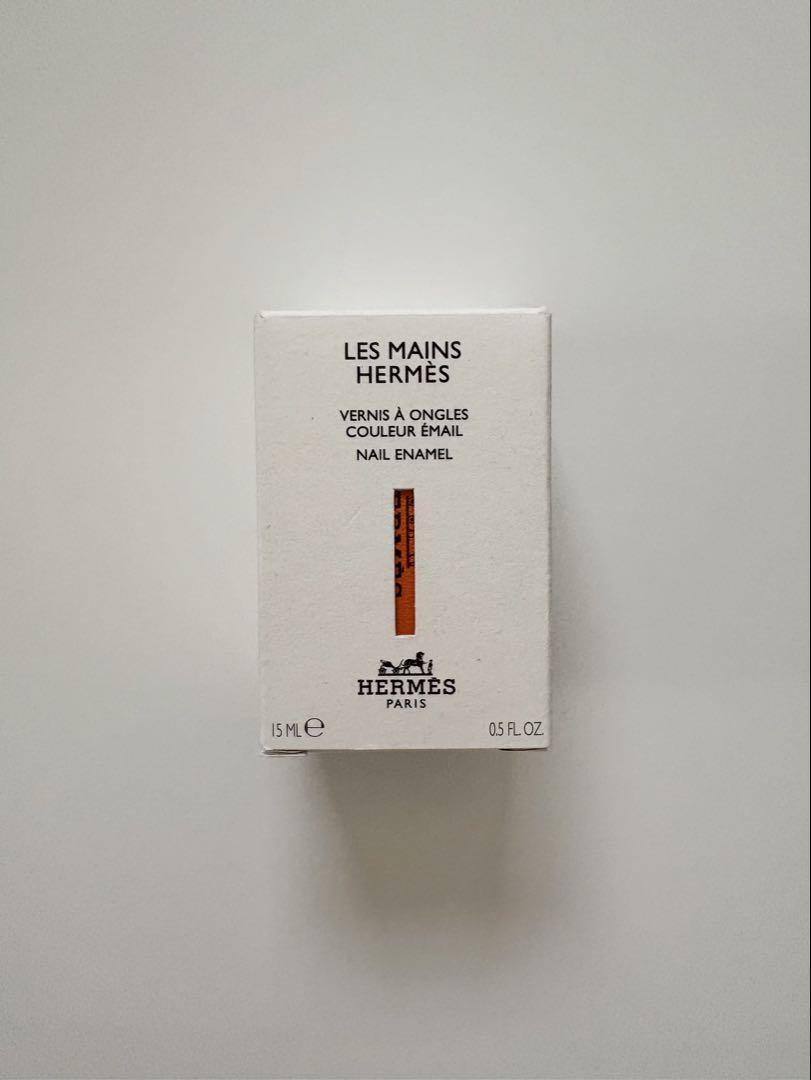 LES MAINS
HERMÈS
VERNIS À ONGLES
COULEUR ÉMAIL
NAIL ENAMEL
HERMÈS
PARIS
15 ML e
0.5 FL. OZ.